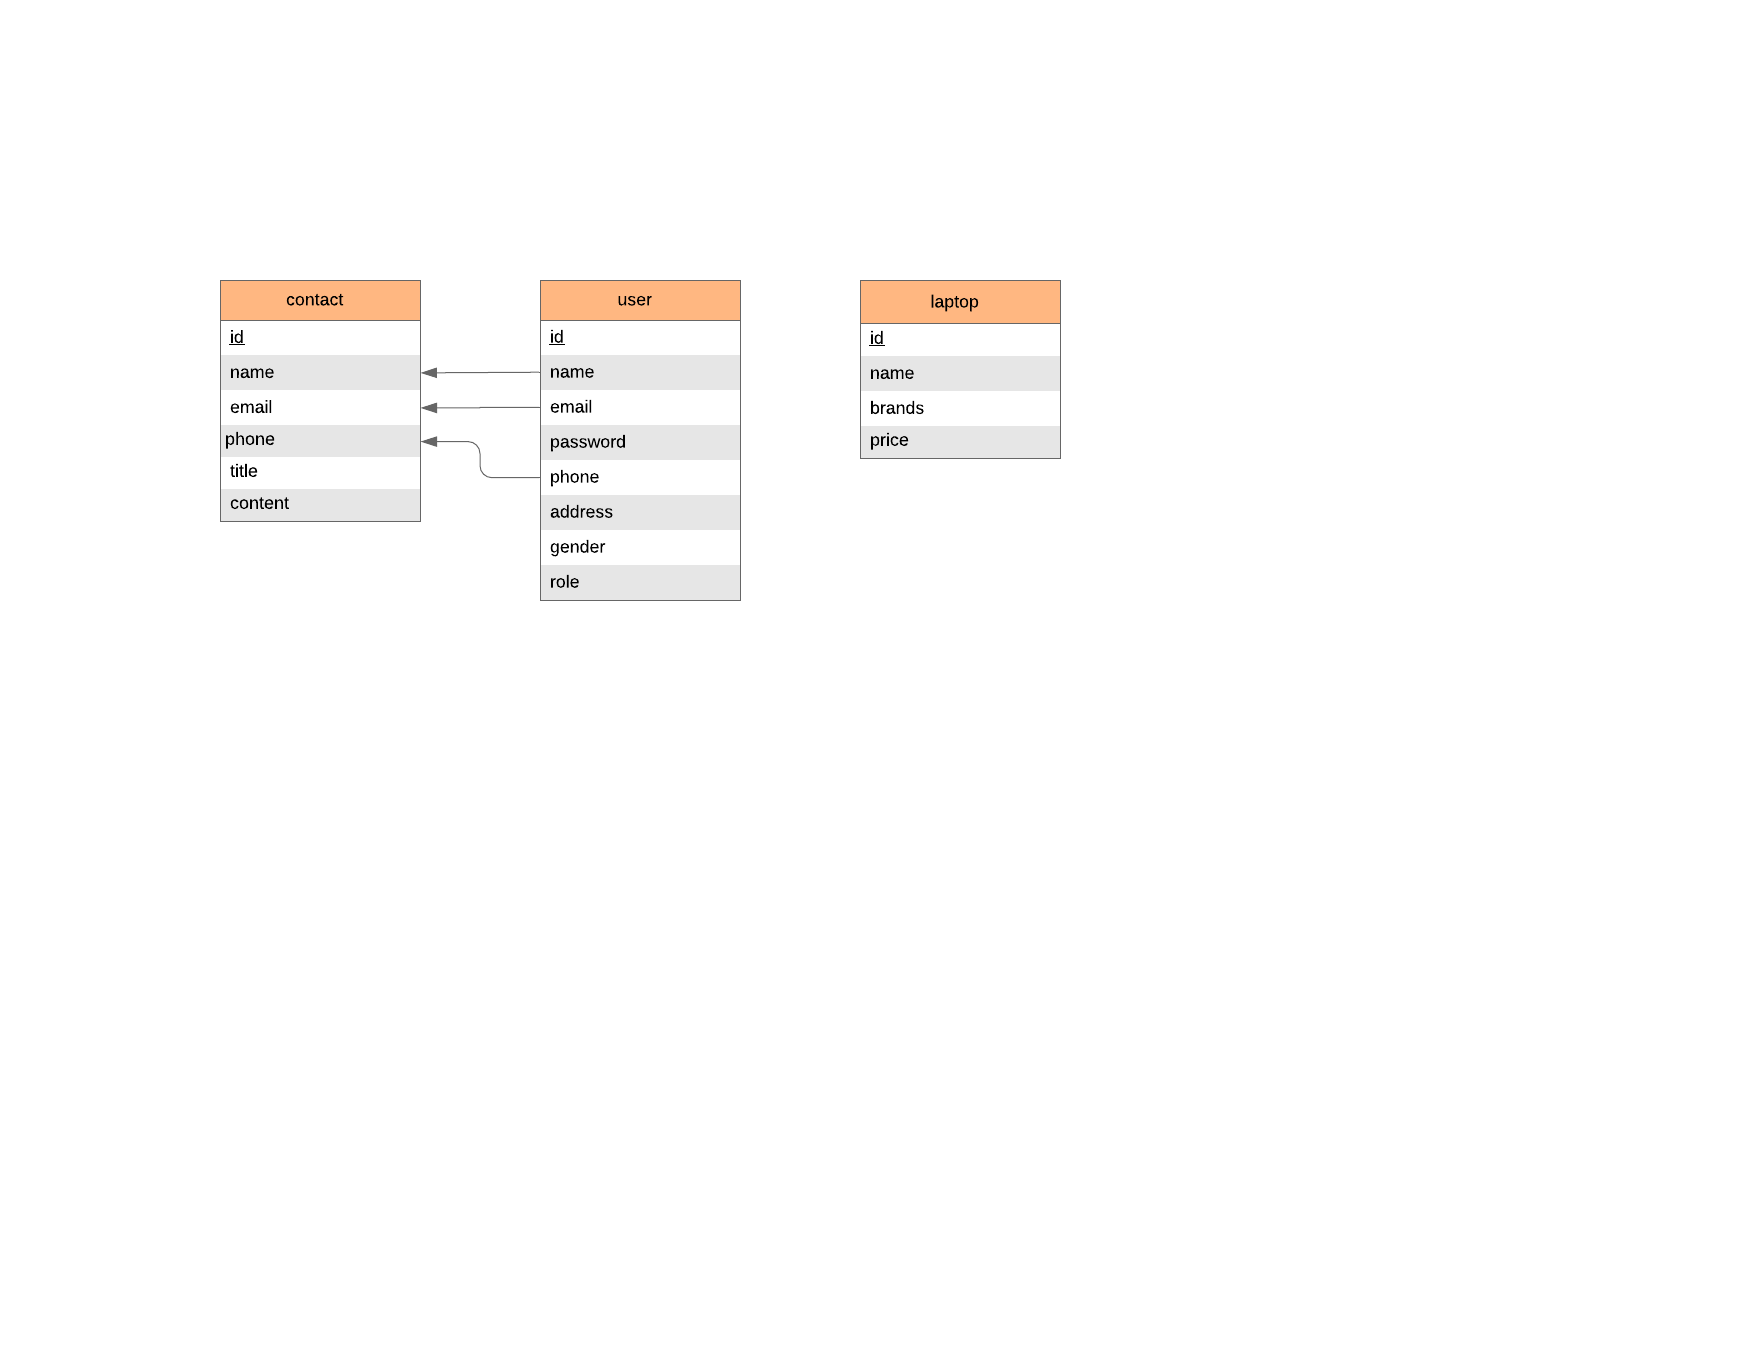 contact
id
name
email
phone
title
content
user
id
name
email
password
phone
address
gender
role
laptop
id
name
brands
price